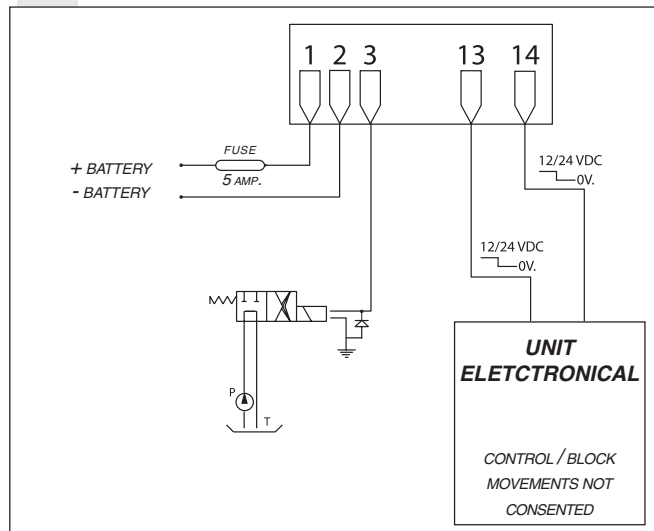 1 2 3 13 14
FUSE
+ BATTERY
5 AMP.
- BATTERY
12/24 VDC
0V.
12/24 VDC
0V.
UNIT
ELETCTRONICAL
P
T
CONTROL / BLOCK
MOVEMENTS NOT
CONSENTED